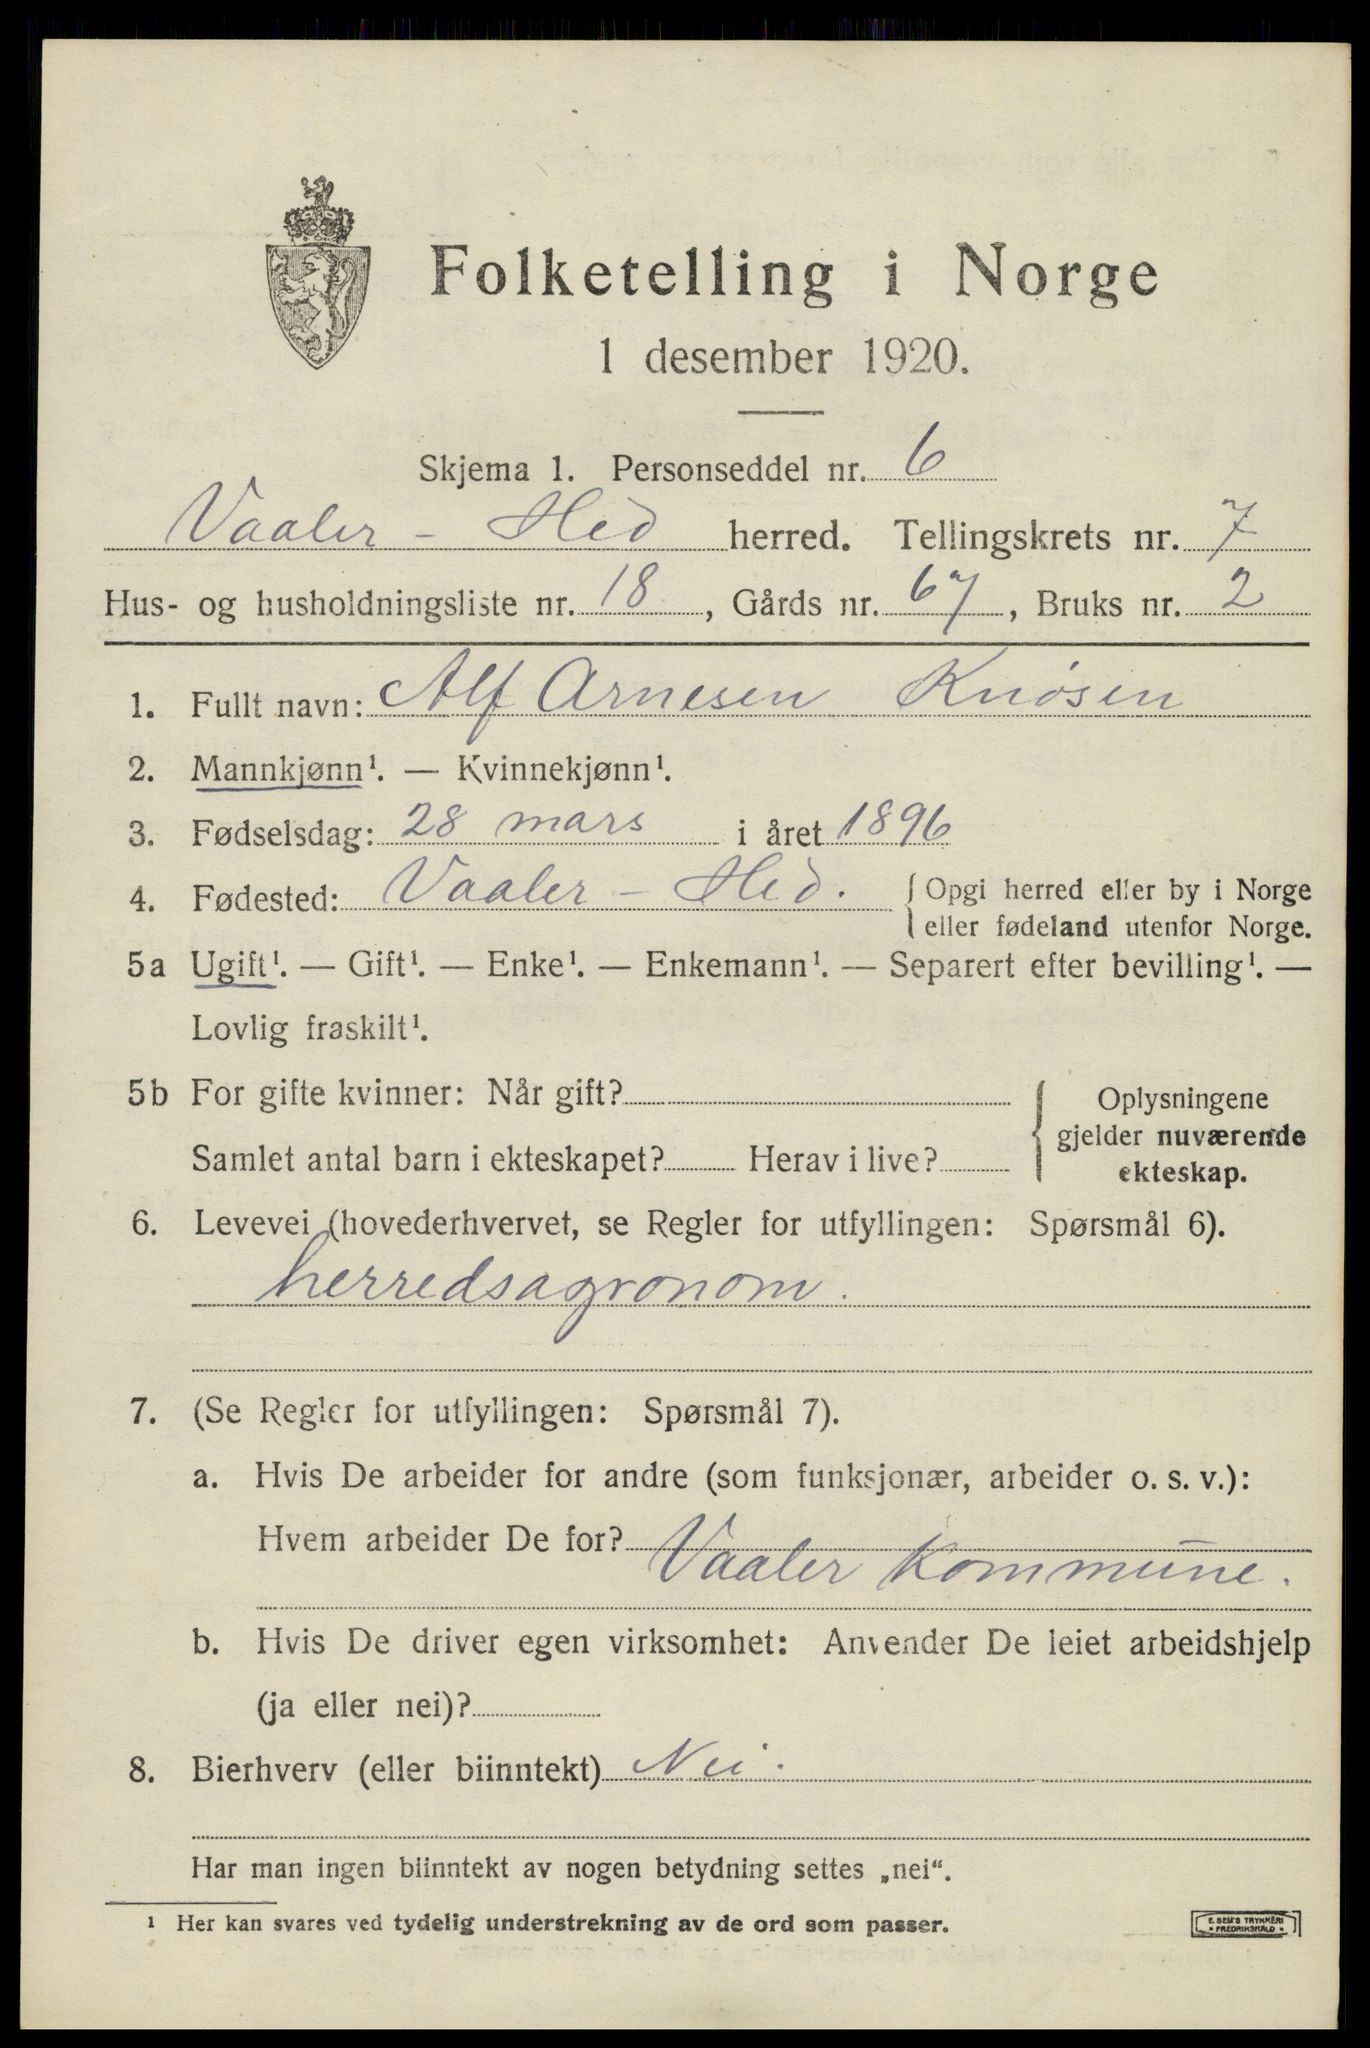 Folketelling i Norge
1 desember 1920.
Skjema 1. Personseddel nr. 6
Vaaler - Hed herred. Tellingskrets nr. 7
Hus- og husholdningsliste nr. 18, Gårds nr. 67, Bruks nr. 2
1. Fullt navn: Alf Arnesen Knøsen
2. Mannkjønn¹. — Kvinnekjønn¹.
3. Fødselsdag: 28 mars i året 1896
4. Fødested: Vaaler - Hed. { Opgi herred eller by i Norge
eller fødeland utenfor Norge.
5a Ugift¹. — Gift¹. — Enke¹. — Enkemann¹. — Separert efter bevilling¹. —
Lovlig fraskilt¹.
5b For gifte kvinner: Når gift?
Samlet antal barn i ekteskapet? Herav i live?
{ Oplysningene
gjelder nuværende
ekteskap.
6. Levevei (hovederhvervet, se Regler for utfyllingen: Spørsmål 6).
herredsagronom.
7. (Se Regler for utfyllingen: Spørsmål 7).
a. Hvis De arbeider for andre (som funksjonær, arbeider o. s. v.):
Hvem arbeider De for?
Vaaler Kommune.
b. Hvis De driver egen virksomhet: Anvender De leiet arbeidshjelp
(ja eller nei)?
8. Bierhverv (eller biinntekt) Nei.
Har man ingen biinntekt av nogen betydning settes „nei“.
¹ Her kan svares ved tydelig understrekning av de ord som passer.
E. SEM'S TRYKKERI
• FREDRIKSHALD •